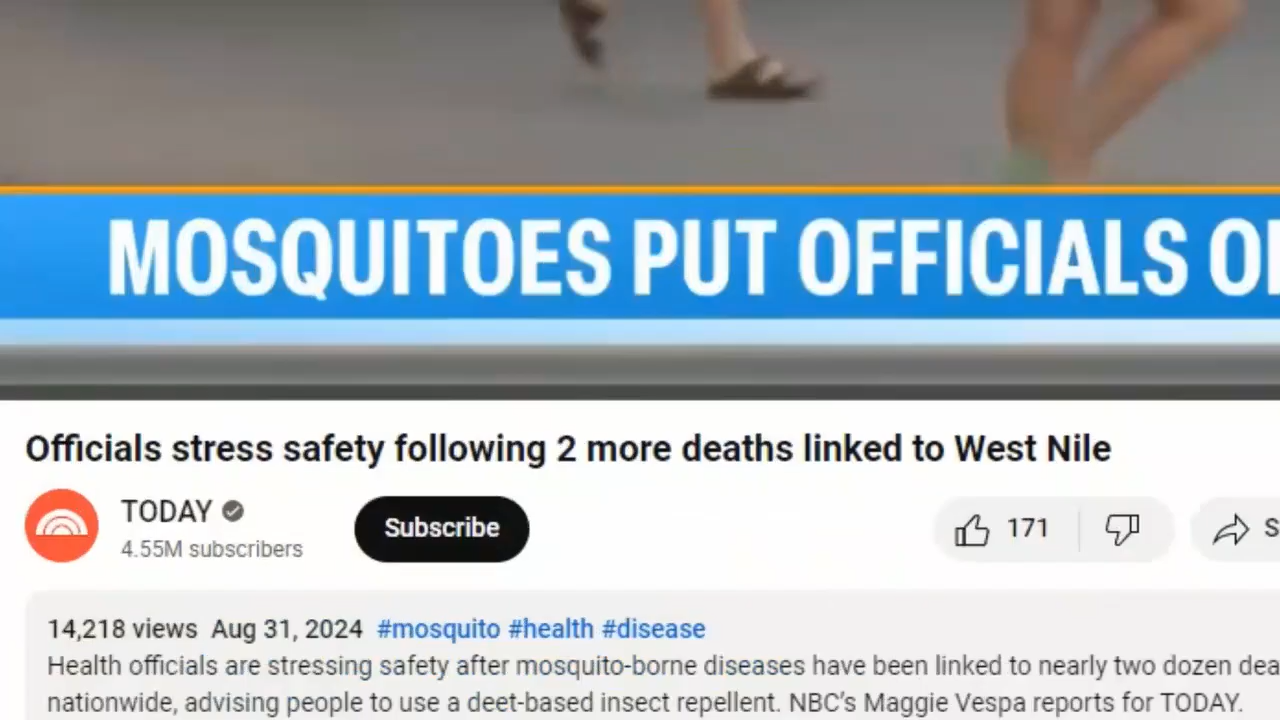 MOSQUITOES PUT OFFICIALS
Officials stress safety following 2 more deaths linked to West Nile
TODAY
4.55M subscribers
Subscribe
171
14,218 views Aug 31, 2024 #mosquito #health #disease
Health officials are stressing safety after mosquito-borne diseases have been linked to nearly two dozen
nationwide, advising people to use a deet-based insect repellent. NBC's Maggie Vespa reports for TODAY.